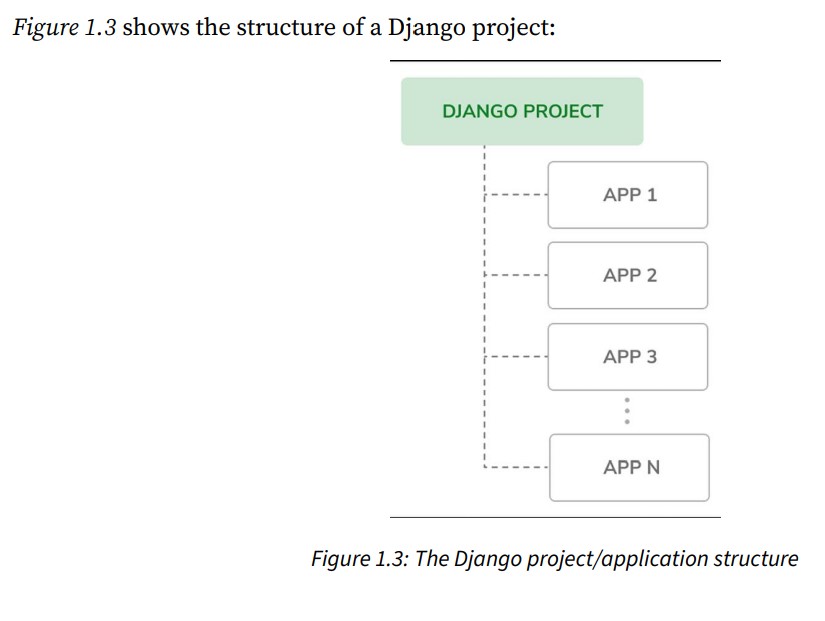 Figure 1.3 shows the structure of a Django project:
DJANGO PROJECT
APP 1
APP 2
APP 3
APP N
Figure 1.3: The Django project/application structure